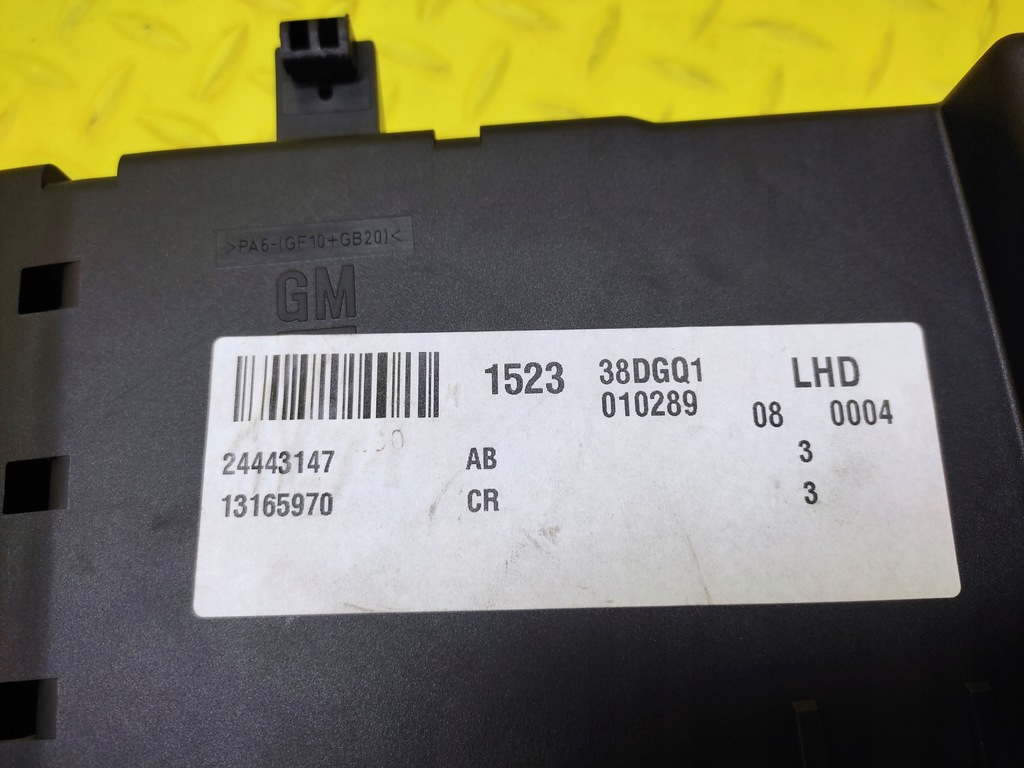 >PA6-(GF10+GB20)<
GM
1523 38DGQ1 LHD
010289 08 0004
24443147 AB 3
13165970 CR 3